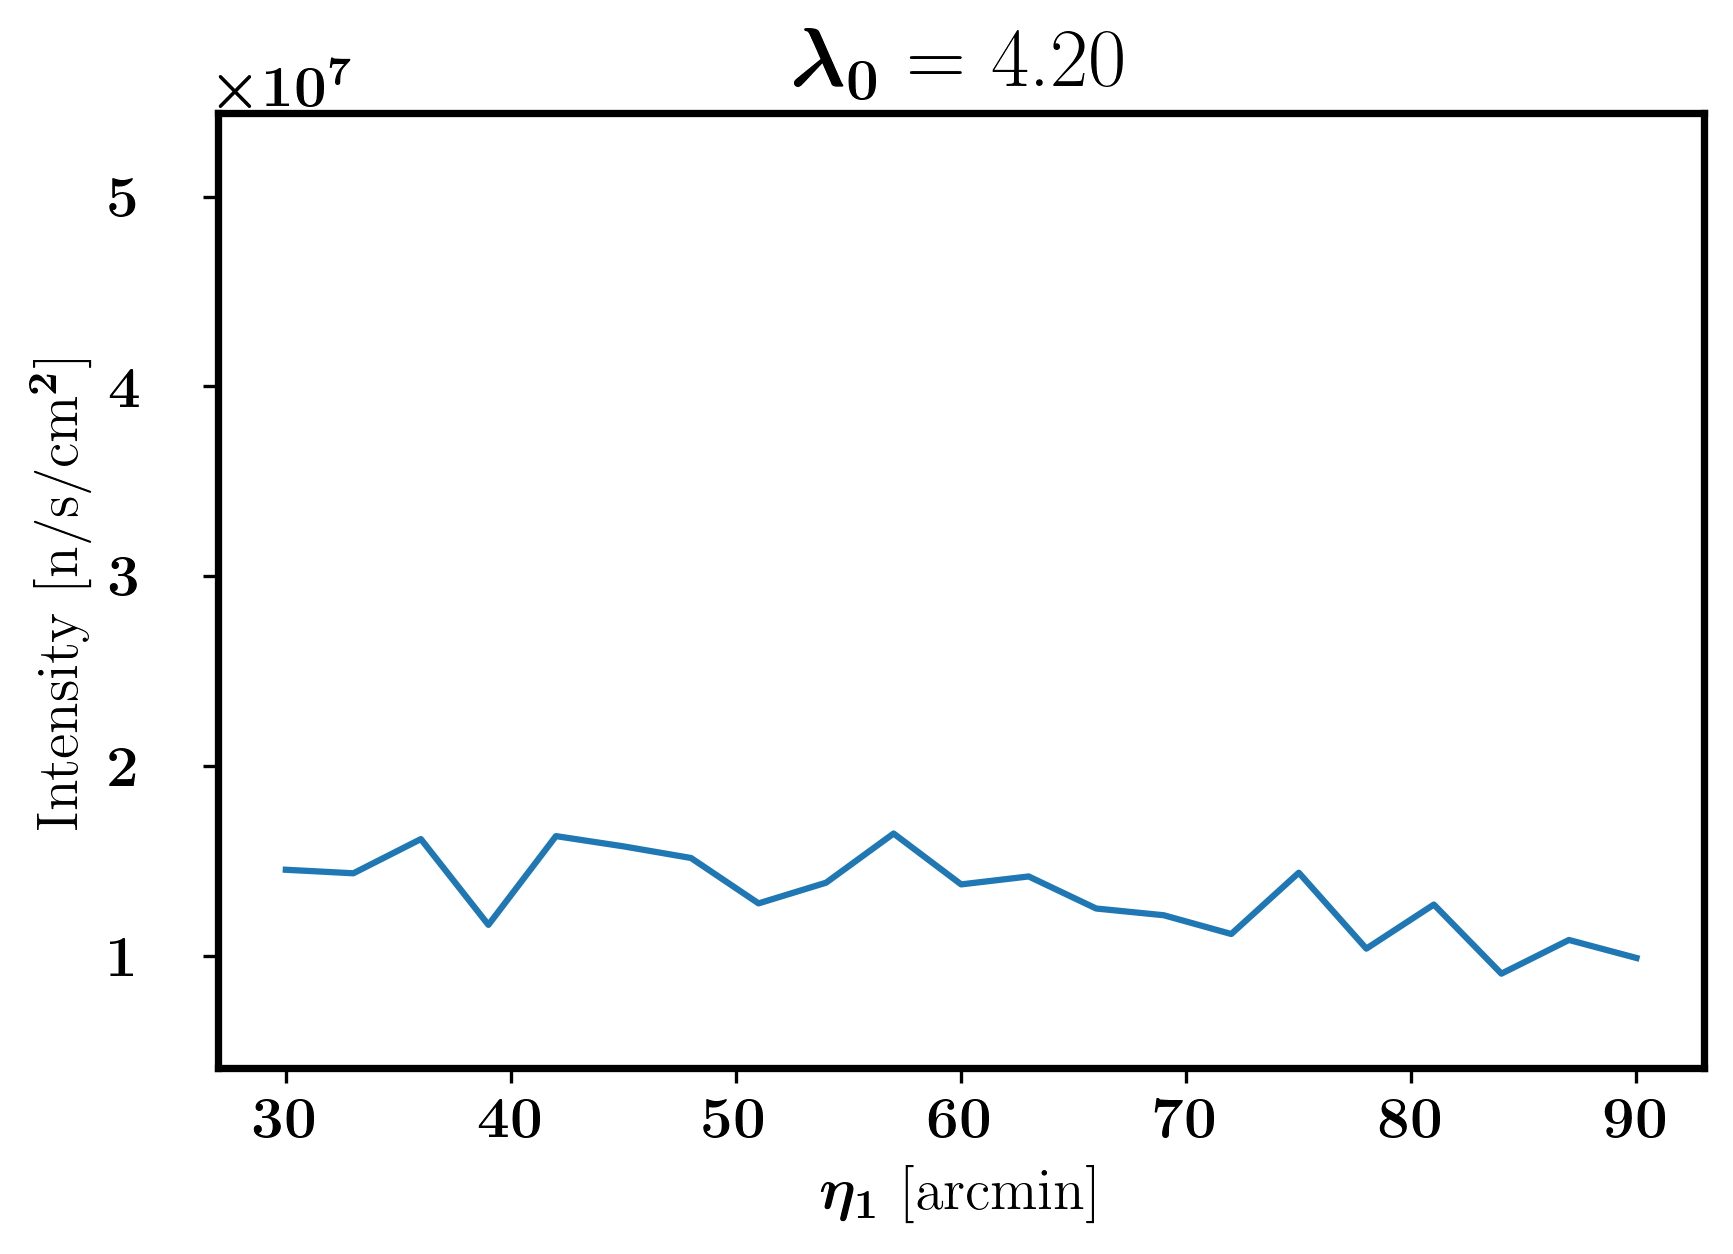 λ₀ = 4.20
×10⁷
5
4
3
2
1
Intensity [n/s/cm²]
30 40 50 60 70 80 90
η₁ [arcmin]